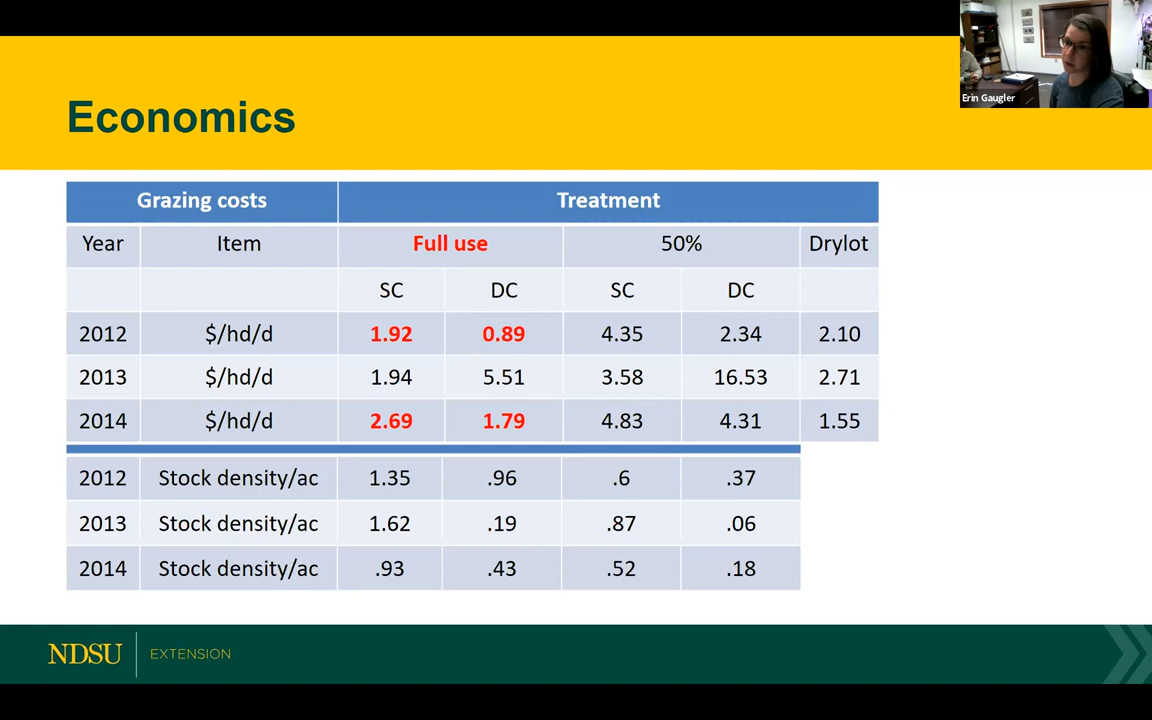 Erin Gaugler
Economics
Grazing costs Treatment
Year Item Full use 50% Drylot
SC DC SC DC
2012 $/hd/d 1.92 0.89 4.35 2.34 2.10
2013 $/hd/d 1.94 5.51 3.58 16.53 2.71
2014 $/hd/d 2.69 1.79 4.83 4.31 1.55
2012 Stock density/ac 1.35 .96 .6 .37
2013 Stock density/ac 1.62 .19 .87 .06
2014 Stock density/ac .93 .43 .52 .18
NDSU EXTENSION